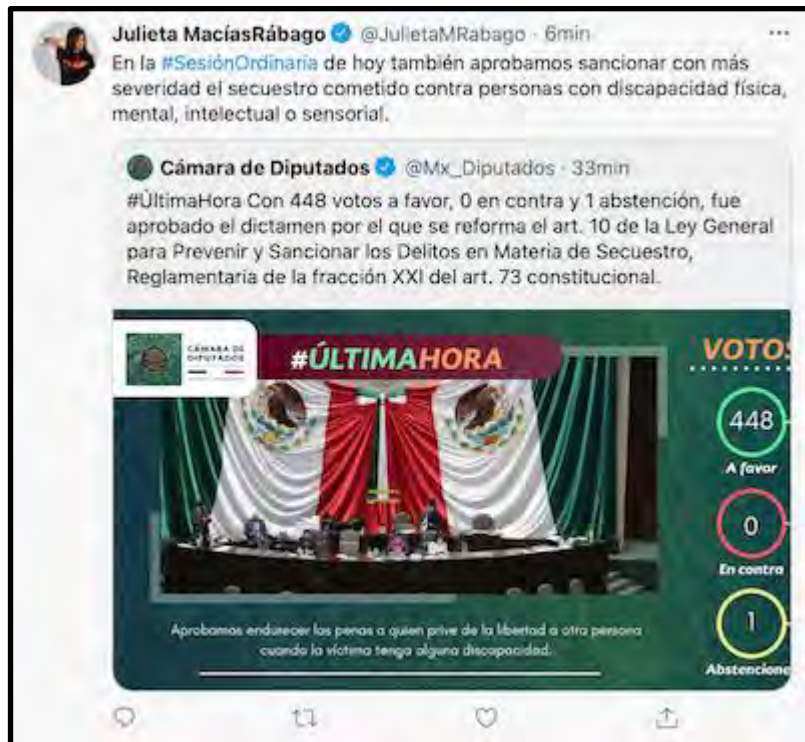 Julieta MacíasRábago @JulietaMRabago · 6min
En la #SesiónOrdinaria de hoy también aprobamos sancionar con más
severidad el secuestro cometido contra personas con discapacidad física,
mental, intelectual o sensorial.
Cámara de Diputados @Mx_Diputados · 33min
#ÚltimaHora Con 448 votos a favor, 0 en contra y 1 abstención, fue
aprobado el dictamen por el que se reforma el art. 10 de la Ley General
para Prevenir y Sancionar los Delitos en Materia de Secuestro,
Reglamentaria de la fracción XXI del art. 73 constitucional.
CÁMARA DE
DIPUTADOS
#ÚLTIMAHORA
VOTOS
448
A favor
0
En contra
1
Abstencione
Aprobamos endurecer las penas a quien prive de la libertad a otra persona
cuando la víctima tenga alguna discapacidad.